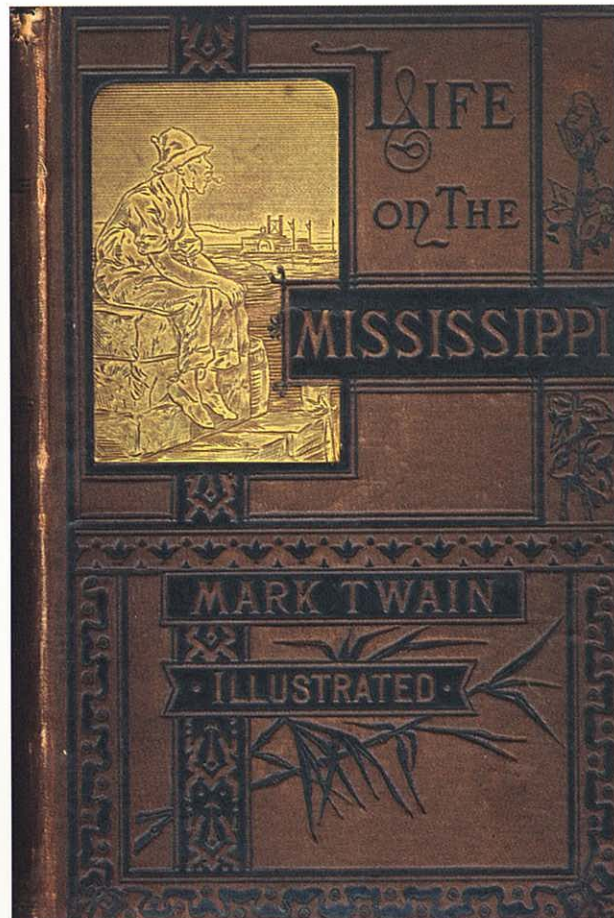 LIFE
ON THE
MISSISSIPPI
MARK TWAIN
· ILLUSTRATED ·